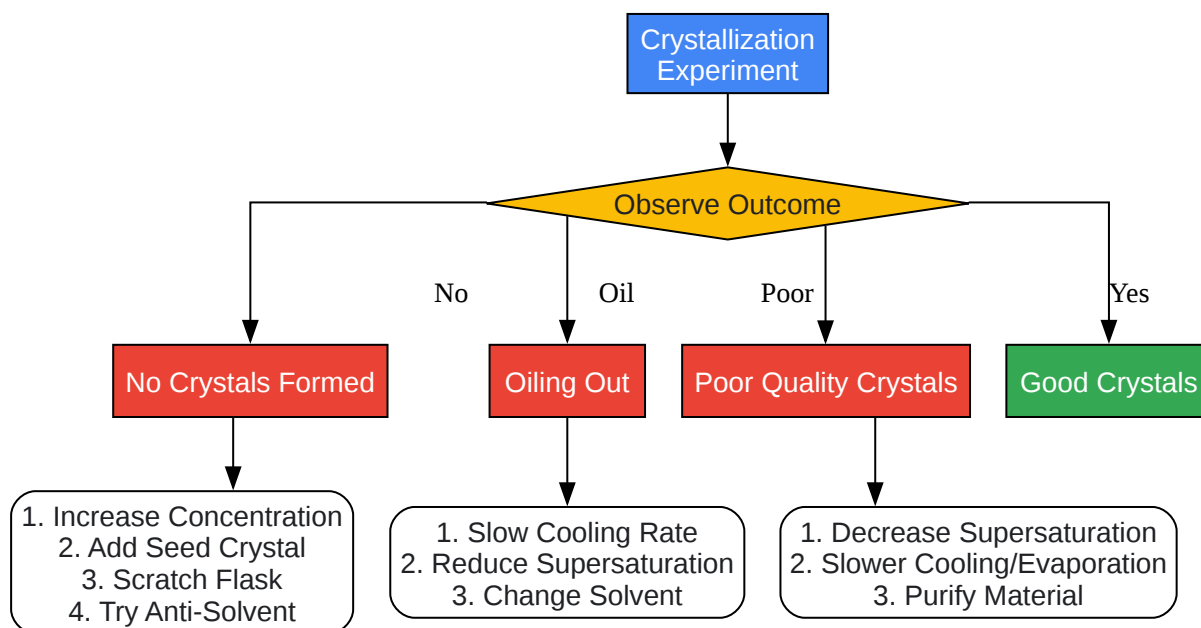 Crystallization
Experiment
Observe Outcome
No
Oil
Poor
Yes
No Crystals Formed
Oiling Out
Poor Quality Crystals
Good Crystals
1. Increase Concentration
2. Add Seed Crystal
3. Scratch Flask
4. Try Anti-Solvent
1. Slow Cooling Rate
2. Reduce Supersaturation
3. Change Solvent
1. Decrease Supersaturation
2. Slower Cooling/Evaporation
3. Purify Material